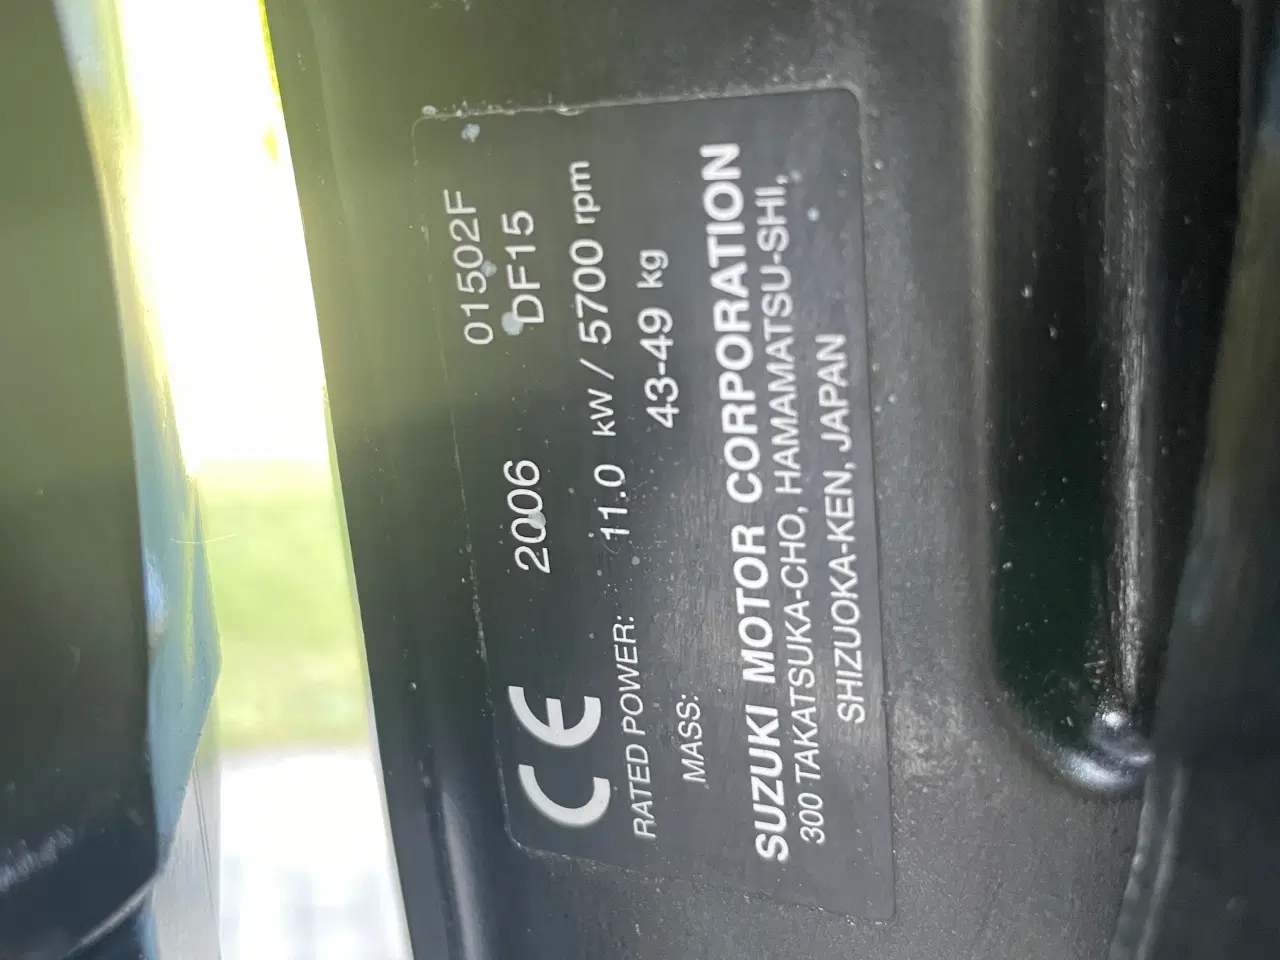 01502F
CE 2006 DF15
RATED POWER: 11.0 kW / 5700 rpm
MASS: 43-49 kg
SUZUKI MOTOR CORPORATION
300 TAKATSUKA-CHO, HAMAMATSU-SHI,
SHIZUOKA-KEN, JAPAN